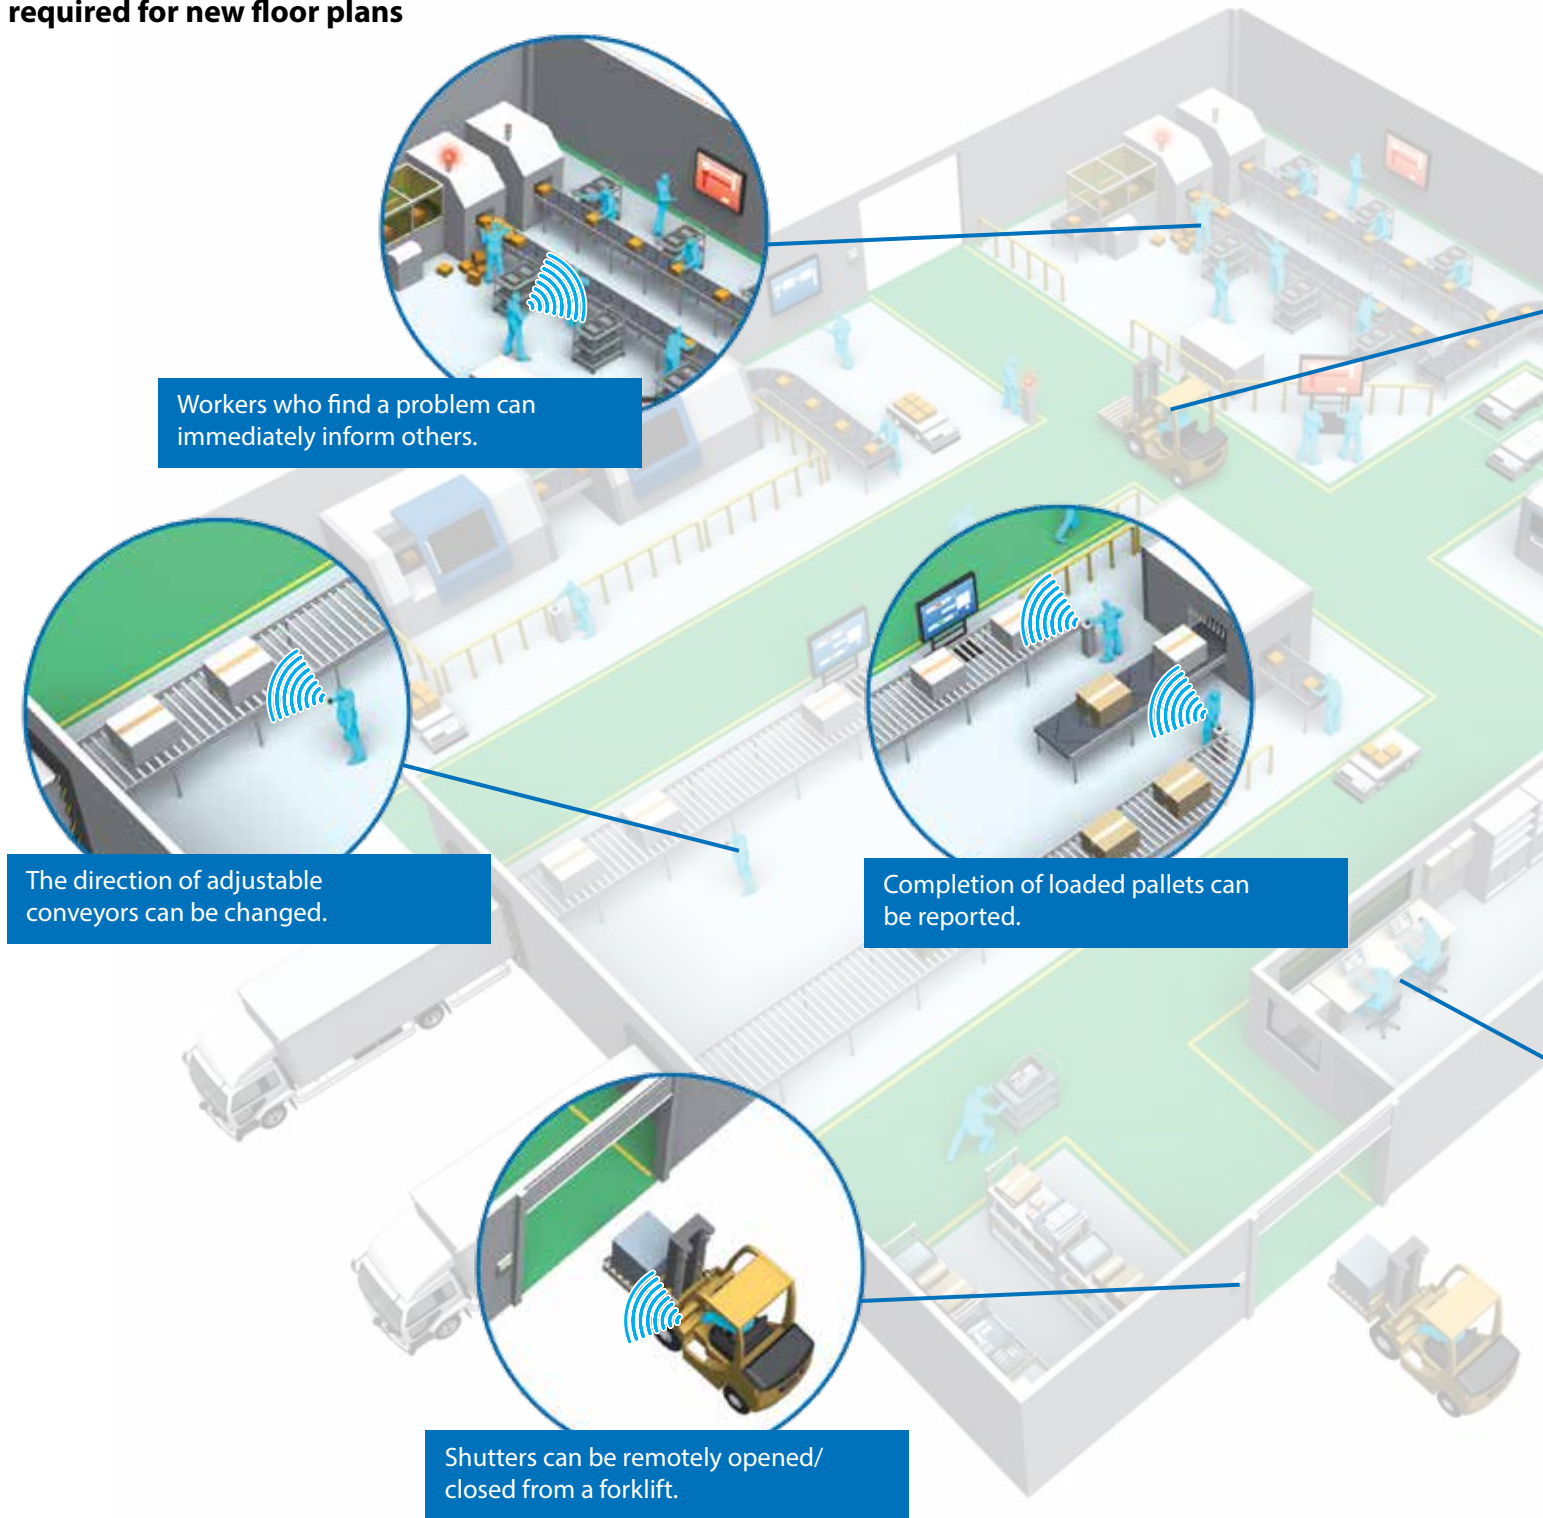 required for new floor plans
Workers who find a problem can
immediately inform others.
The direction of adjustable
conveyors can be changed.
Completion of loaded pallets can
be reported.
Shutters can be remotely opened/
closed from a forklift.